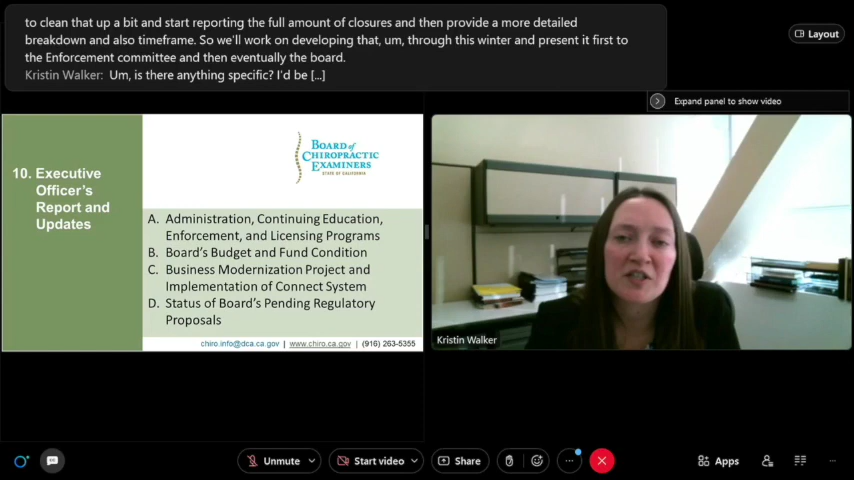 to clean that up a bit and start reporting the full amount of closures and then provide a more detailed
breakdown and also timeframe. So we'll work on developing that, um, through this winter and present it first to
the Enforcement committee and then eventually the board.
Kristin Walker: Um, is there anything specific? I'd be [...]
Layout
Expand panel to show video
10. Executive
Officer's
Report and
Updates
BOARD of
CHIROPRACTIC
EXAMINERS
STATE OF CALIFORNIA
A. Administration, Continuing Education,
Enforcement, and Licensing Programs
B. Board's Budget and Fund Condition
C. Business Modernization Project and
Implementation of Connect System
D. Status of Board's Pending Regulatory
Proposals
chiro.info@dca.ca.gov | www.chiro.ca.gov | (916) 263-5355
Kristin Walker
Unmute
Start video
Share
Apps